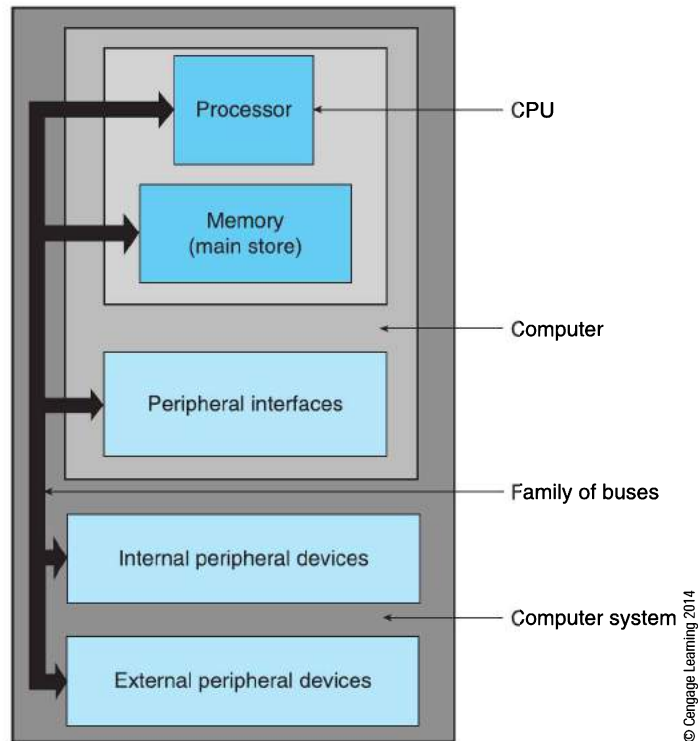 Processor
CPU
Memory
(main store)
Computer
Peripheral interfaces
Family of buses
Internal peripheral devices
Computer system
External peripheral devices
© Cengage Learning 2014